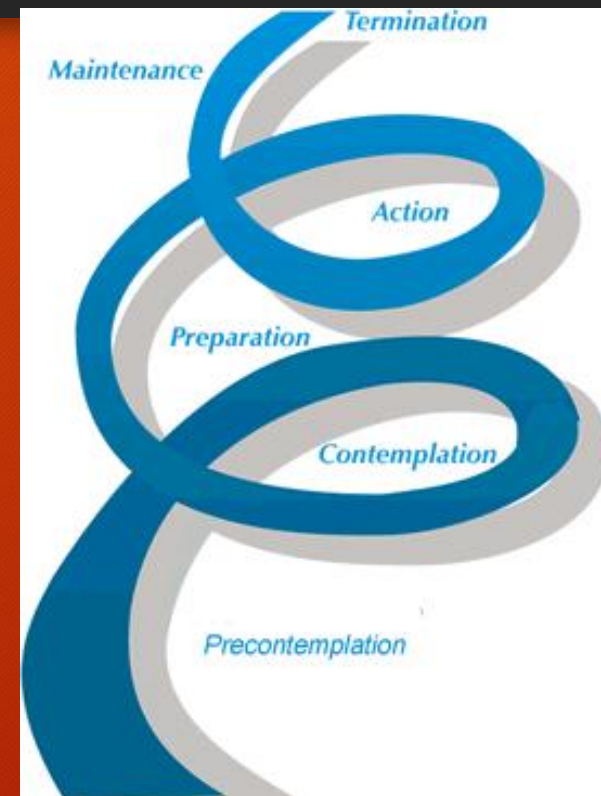 Termination
Maintenance
Action
Preparation
Contemplation
Precontemplation